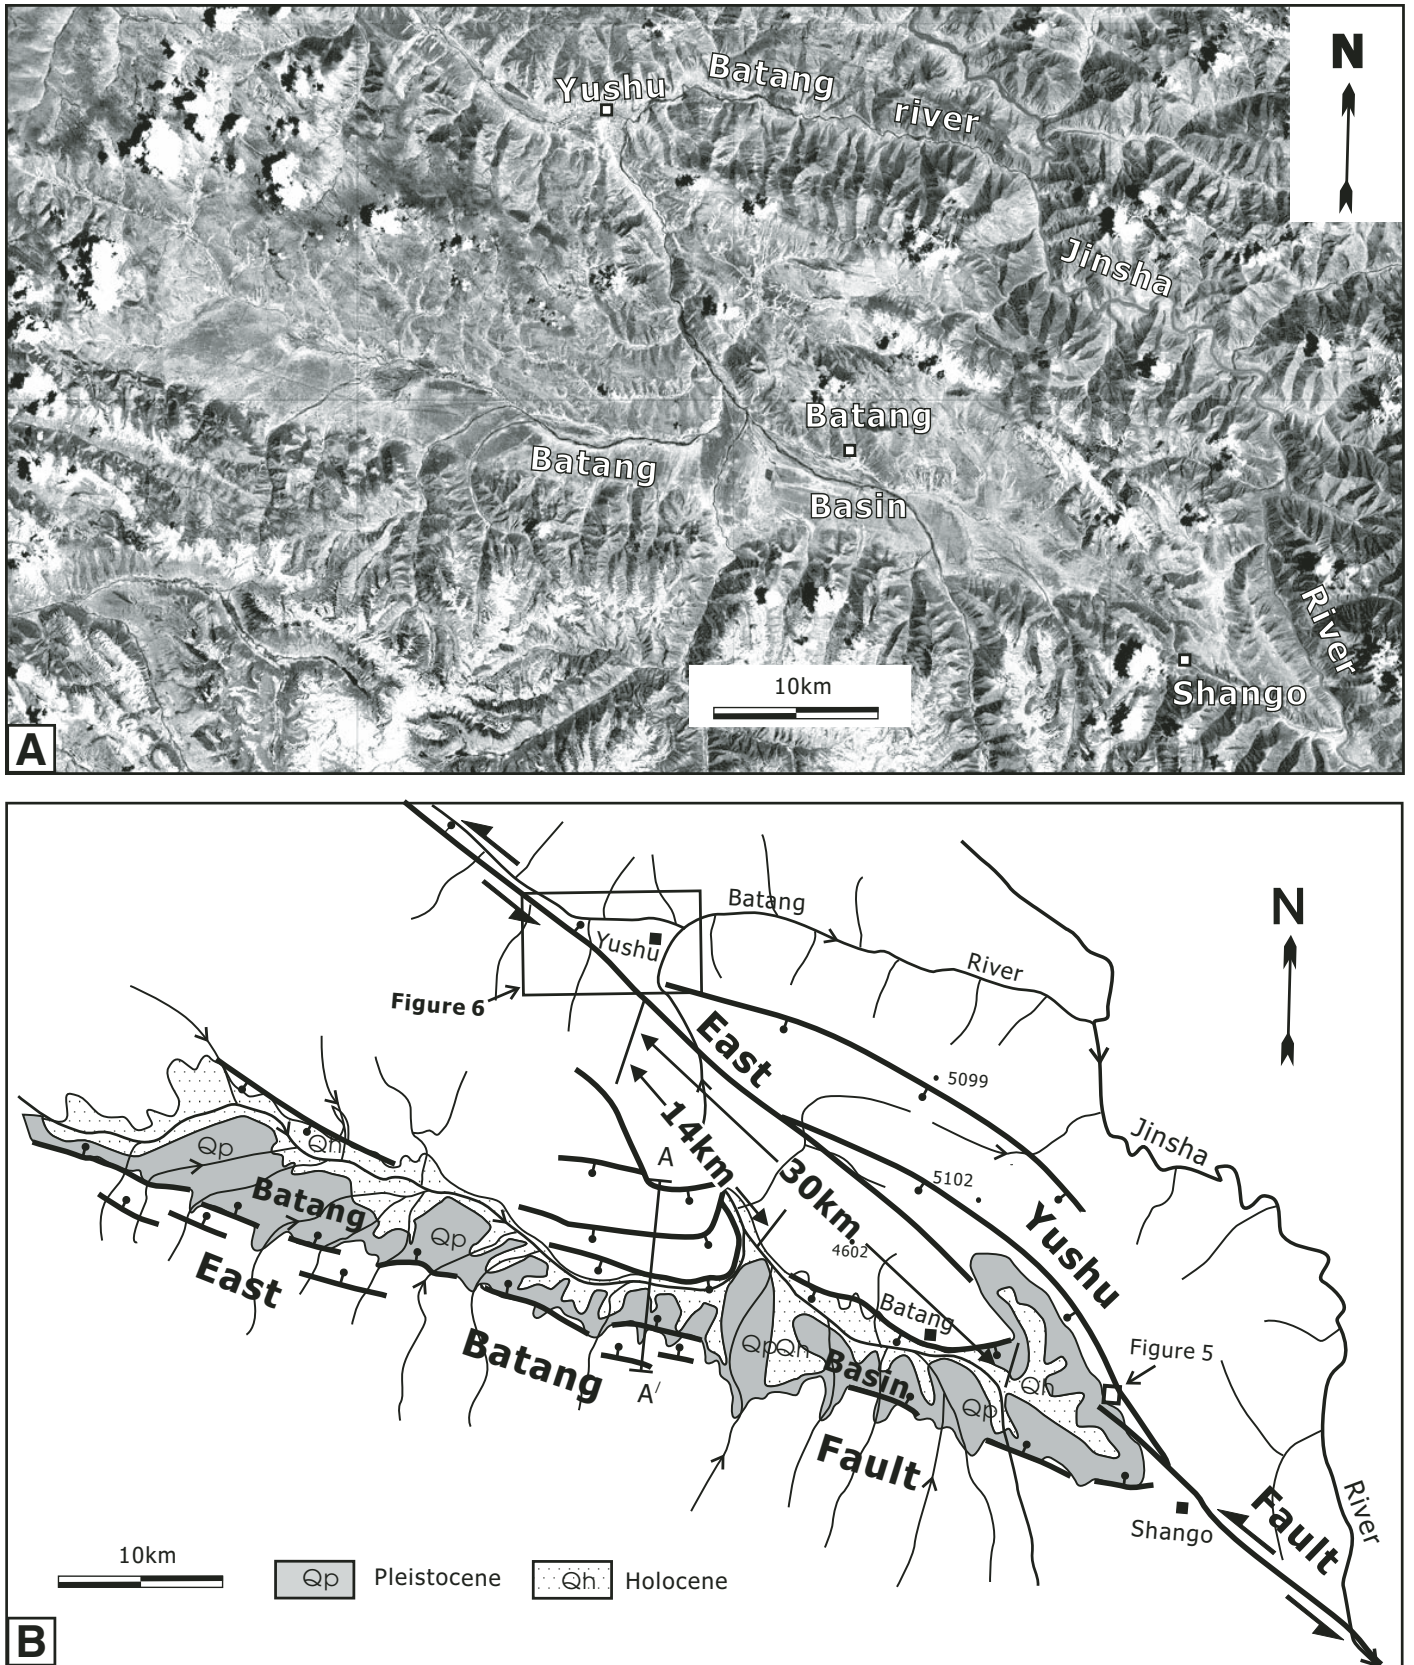 N
Yushu
Batang
river
Jinsha
Batang
Batang
Basin
River
10km
Shango
A
N
Batang
Yushu
River
Figure 6
East
5099
14km
Jinsha
Qp
Qh
A
30km
5102
Batang
Qp
Yushu
4602
East
Batang
Figure 5
Batang
QpQh
Basin
Qh
A′
Qp
Fault
River
Fault
Shango
10km
Qp
Pleistocene
Qh
Holocene
B